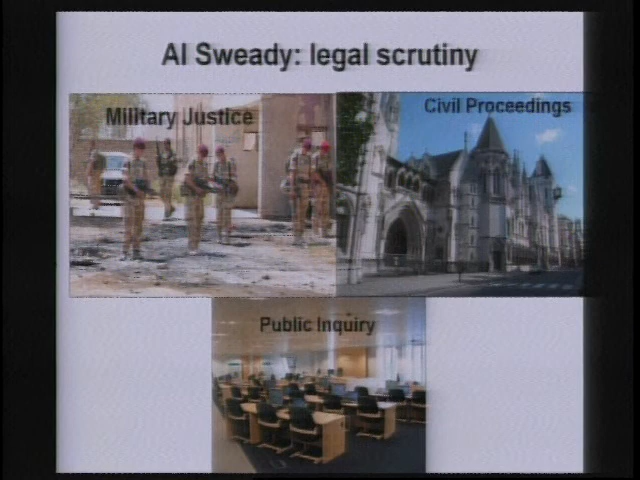 Al Sweady: legal scrutiny
Military Justice
Civil Proceedings
Public Inquiry